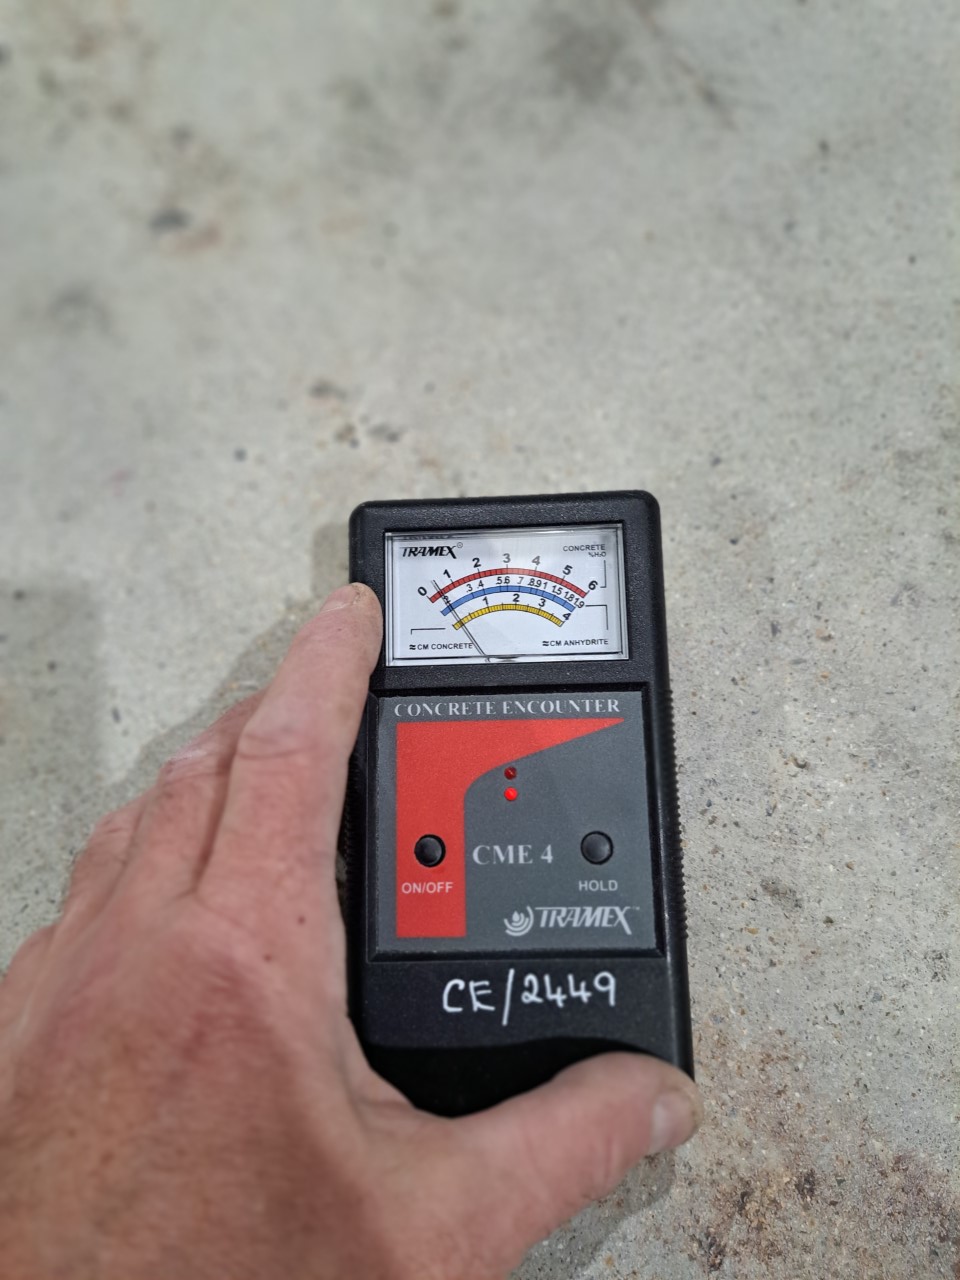 TRAMEX
CONCRETE
%H₂O
0 1 2 3 4 5 6
.3 .4 .5 .6 .7 .8 .9 1 1.5 1.8 1.9
1 2 3 4
≈CM CONCRETE
≈CM ANHYDRITE
CONCRETE ENCOUNTER
CME 4
ON/OFF
HOLD
TRAMEX
CE/2449